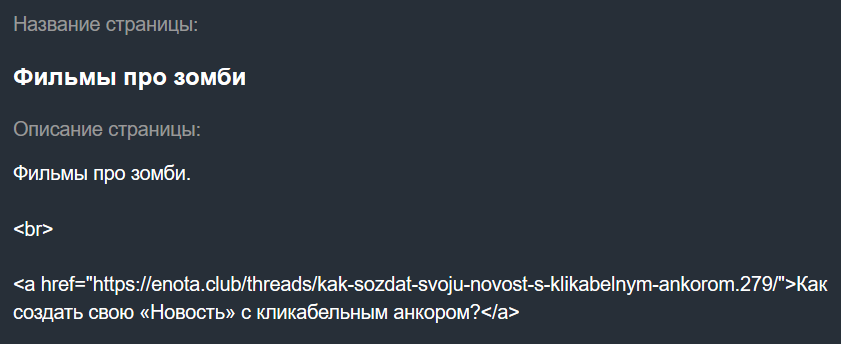 Название страницы:
Фильмы про зомби
Описание страницы:
Фильмы про зомби.
<br>
<a href="https://enota.club/threads/kak-sozdat-svoju-novost-s-klikabelnym-ankorom.279/">Как
создать свою «Новость» с кликабельным анкором?</a>